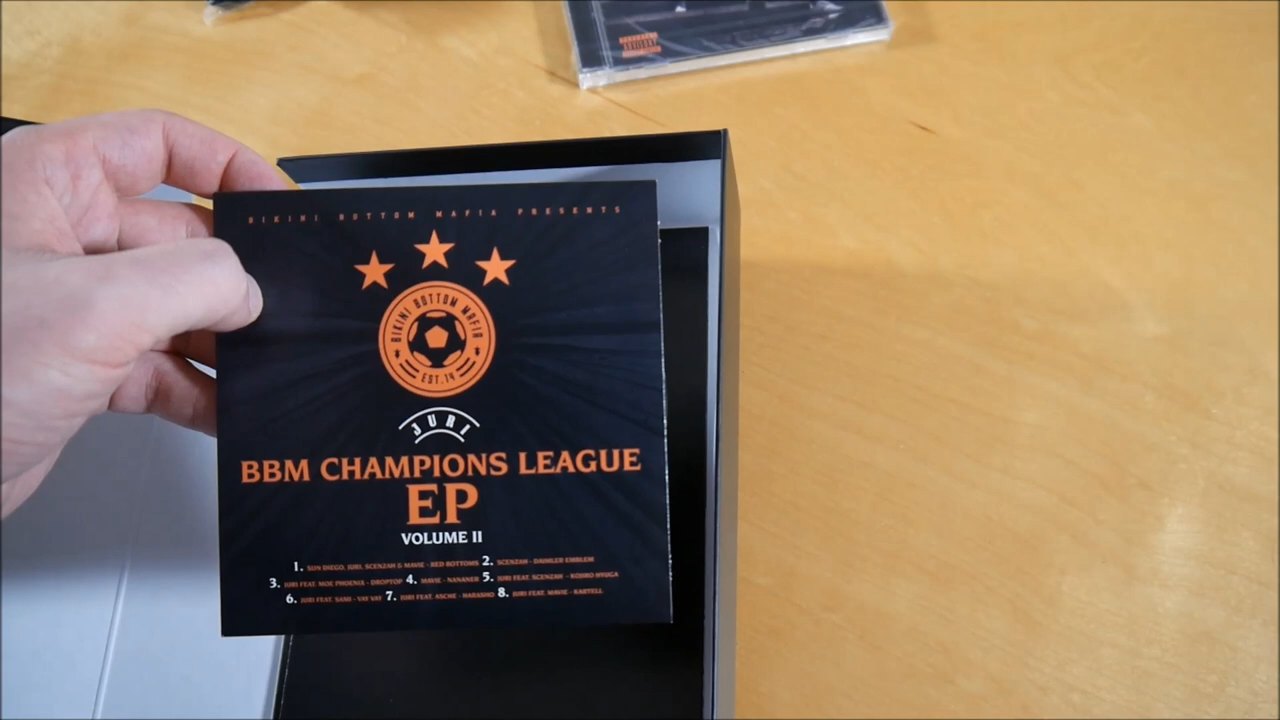 BIKINI BOTTOM MAFIA PRESENTS
BIKINI BOTTOM MAFIA
EST.14
JURI
BBM CHAMPIONS LEAGUE
EP
VOLUME II
1. SUN DIEGO, JURI, SCENZAH & MAVIE - RED BOTTOMS 2. SCENZAH - DAIMLER EMBLEM
3. JURI FEAT. MOE PHOENIX - DROPTOP 4. MAVIE - NANANEE 5. JURI FEAT. SCENZAH - KOJIRO HYUGA
6. JURI FEAT. SAMI - YAY YAY 7. JURI FEAT. ASCHE - MARADKO 8. JURI FEAT. MAVIE - KARTELL